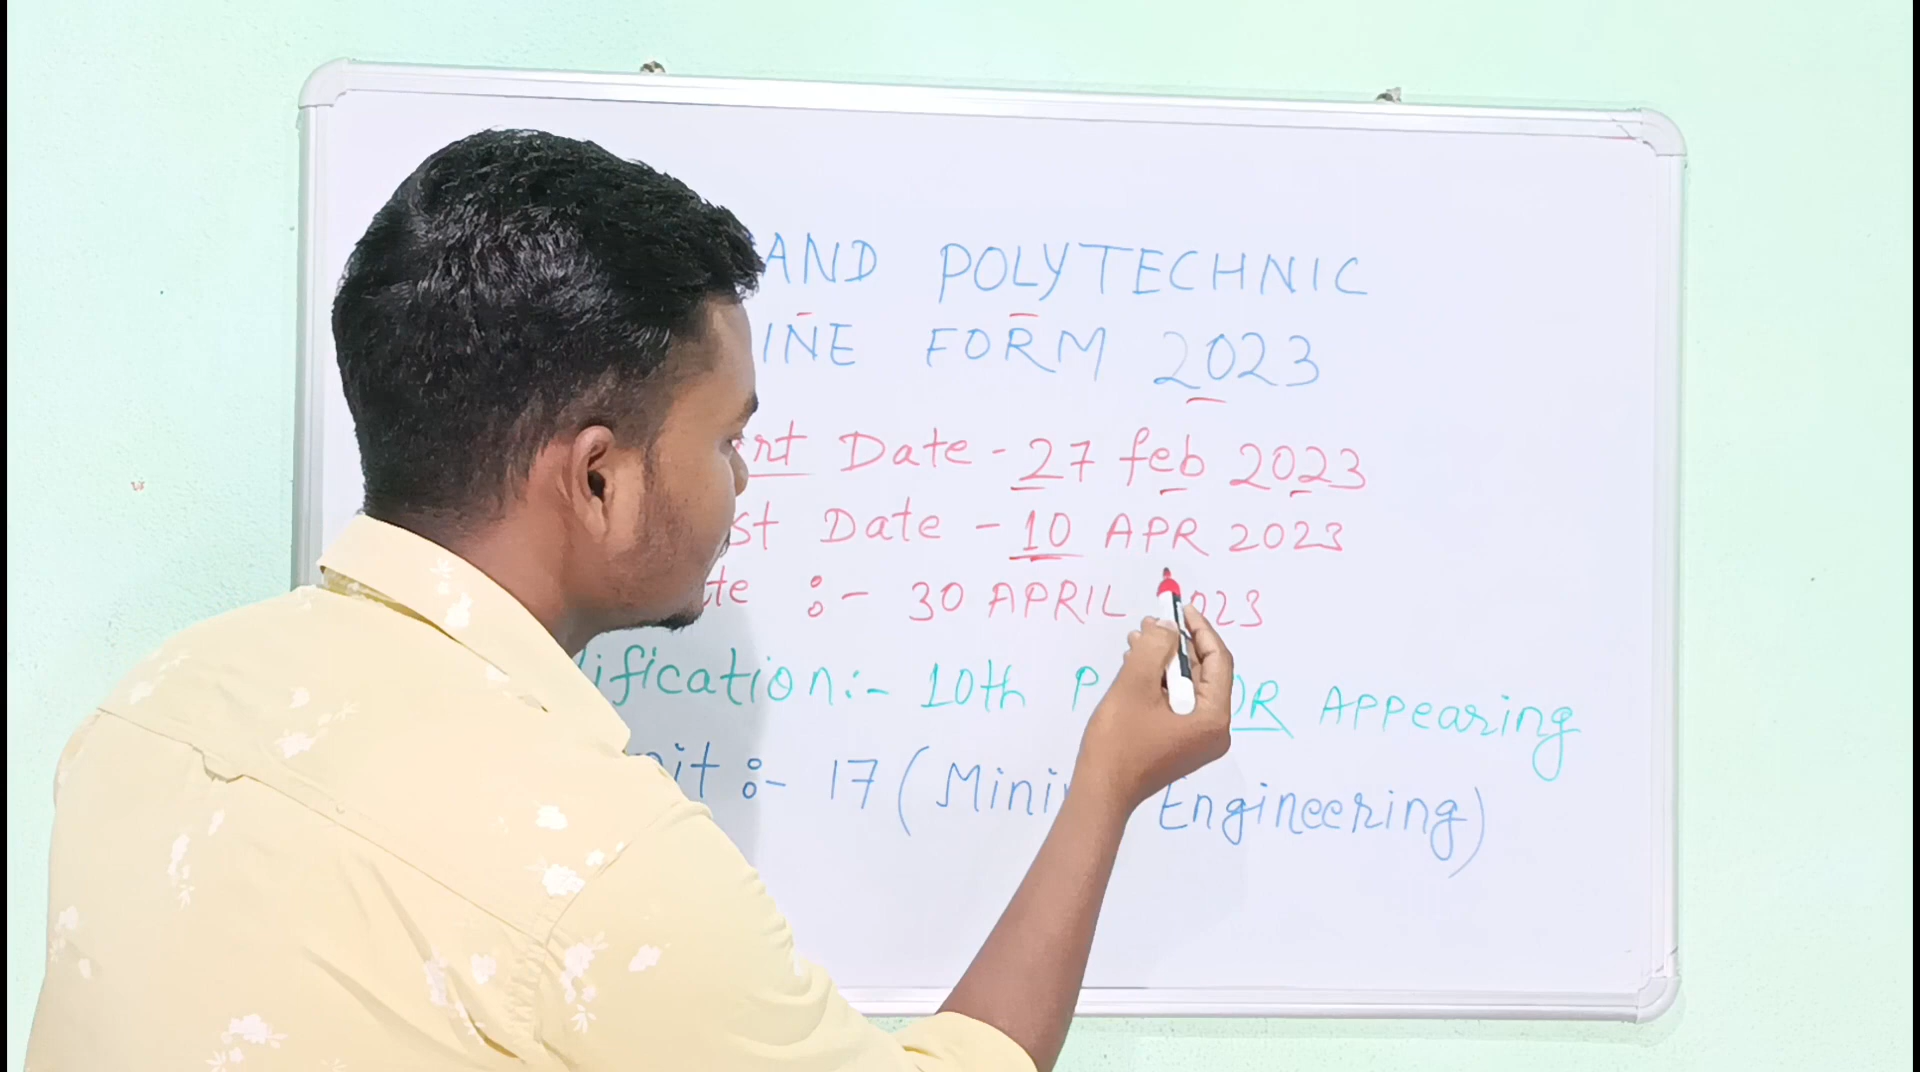 AND POLYTECHNIC
INE FORM 2023
rt Date - 27 feb 2023
st Date - 10 APR 2023
te :- 30 APRIL 023
ification:- 10th P OR Appearing
it :- 17 (Mini Engineering)